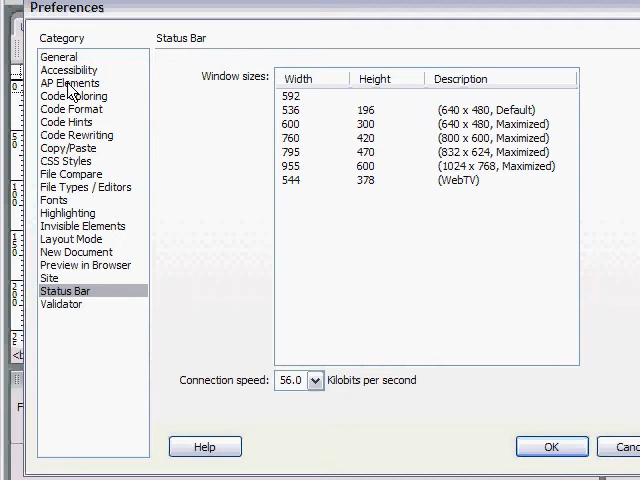 Preferences
Category
General
Accessibility
AP Elements
Code Coloring
Code Format
Code Hints
Code Rewriting
Copy/Paste
CSS Styles
File Compare
File Types / Editors
Fonts
Highlighting
Invisible Elements
Layout Mode
New Document
Preview in Browser
Site
Status Bar
Validator
Status Bar
Window sizes:
Width Height Description
592
536 196 (640 x 480, Default)
600 300 (640 x 480, Maximized)
760 420 (800 x 600, Maximized)
795 470 (832 x 624, Maximized)
955 600 (1024 x 768, Maximized)
544 378 (WebTV)
Connection speed: 56.0 Kilobits per second
Help OK Canc